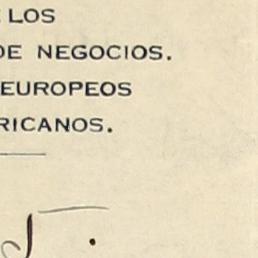 LOS
DE NEGOCIOS.
EUROPEOS
RICANOS.